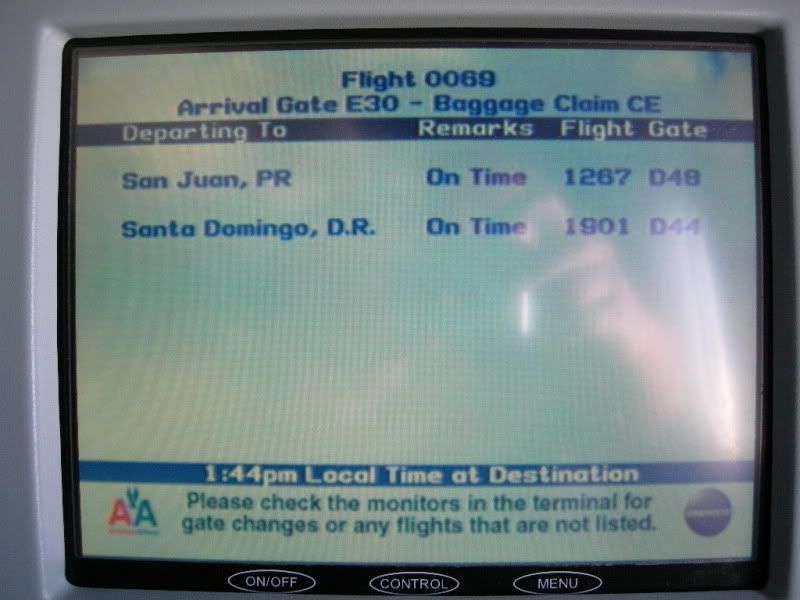 Flight 0069
Arrival Gate E30 - Baggage Claim CE
Departing To Remarks Flight Gate
San Juan, PR On Time 1267 D48
Santa Domingo, D.R. On Time 1901 D44
1:44pm Local Time at Destination
AA
Please check the monitors in the terminal for
gate changes or any flights that are not listed.
ON/OFF CONTROL MENU